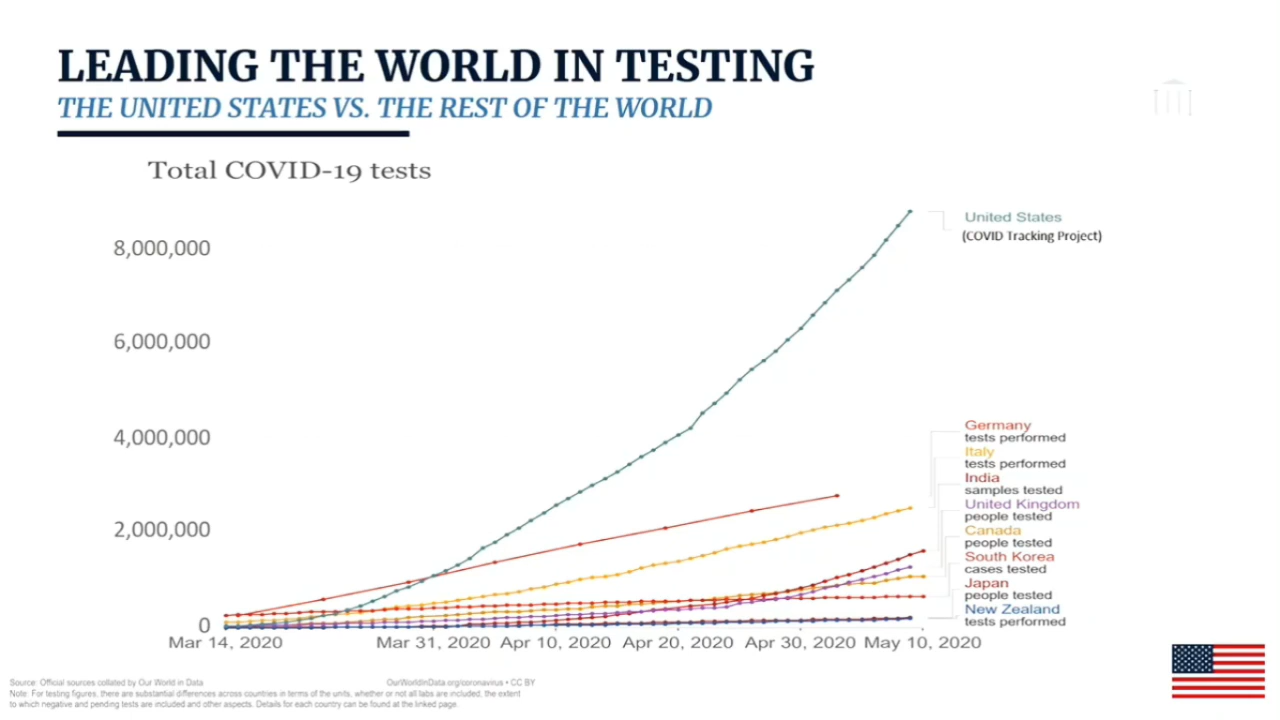 LEADING THE WORLD IN TESTING
THE UNITED STATES VS. THE REST OF THE WORLD
Total COVID-19 tests
8,000,000
6,000,000
4,000,000
2,000,000
0
Mar 14, 2020
Mar 31, 2020
Apr 10, 2020
Apr 20, 2020
Apr 30, 2020
May 10, 2020
United States
(COVID Tracking Project)
Germany
tests performed
Italy
tests performed
India
samples tested
United Kingdom
people tested
Canada
people tested
South Korea
cases tested
Japan
people tested
New Zealand
tests performed
Source: Official sources collated by Our World in Data
OurWorldInData.org/coronavirus • CC BY
Note: For testing figures, there are substantial differences across countries in terms of the units, whether or not all labs are included, the extent
to which negative and pending tests are included and other aspects. Details for each country can be found at the linked page.